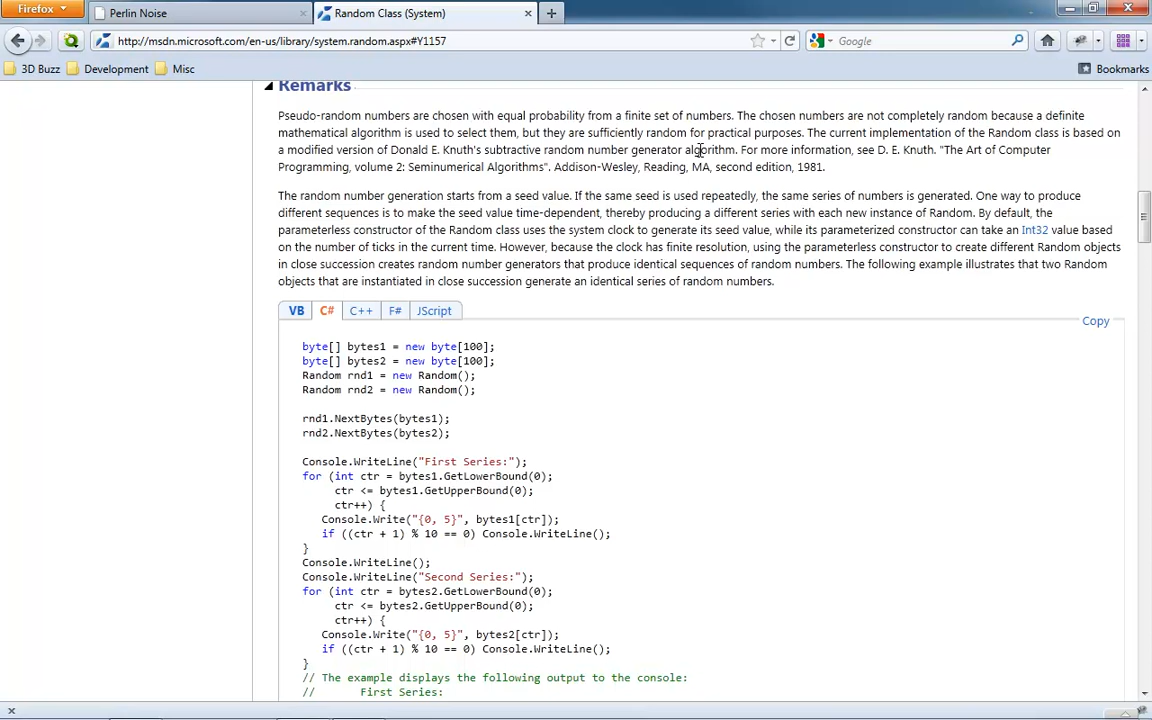 Firefox
Perlin Noise
Random Class (System)
http://msdn.microsoft.com/en-us/library/system.random.aspx#Y1157
Google
3D Buzz
Development
Misc
Bookmarks
Remarks
Pseudo-random numbers are chosen with equal probability from a finite set of numbers. The chosen numbers are not completely random because a definite
mathematical algorithm is used to select them, but they are sufficiently random for practical purposes. The current implementation of the Random class is based on
a modified version of Donald E. Knuth's subtractive random number generator algorithm. For more information, see D. E. Knuth. "The Art of Computer
Programming, volume 2: Seminumerical Algorithms". Addison-Wesley, Reading, MA, second edition, 1981.
The random number generation starts from a seed value. If the same seed is used repeatedly, the same series of numbers is generated. One way to produce
different sequences is to make the seed value time-dependent, thereby producing a different series with each new instance of Random. By default, the
parameterless constructor of the Random class uses the system clock to generate its seed value, while its parameterized constructor can take an Int32 value based
on the number of ticks in the current time. However, because the clock has finite resolution, using the parameterless constructor to create different Random objects
in close succession creates random number generators that produce identical sequences of random numbers. The following example illustrates that two Random
objects that are instantiated in close succession generate an identical series of random numbers.
VB
C#
C++
F#
JScript
Copy
byte[] bytes1 = new byte[100];
byte[] bytes2 = new byte[100];
Random rnd1 = new Random();
Random rnd2 = new Random();
rnd1.NextBytes(bytes1);
rnd2.NextBytes(bytes2);
Console.WriteLine("First Series:");
for (int ctr = bytes1.GetLowerBound(0);
ctr <= bytes1.GetUpperBound(0);
ctr++) {
Console.Write("{0, 5}", bytes1[ctr]);
if ((ctr + 1) % 10 == 0) Console.WriteLine();
}
Console.WriteLine();
Console.WriteLine("Second Series:");
for (int ctr = bytes2.GetLowerBound(0);
ctr <= bytes2.GetUpperBound(0);
ctr++) {
Console.Write("{0, 5}", bytes2[ctr]);
if ((ctr + 1) % 10 == 0) Console.WriteLine();
}
// The example displays the following output to the console:
// First Series: